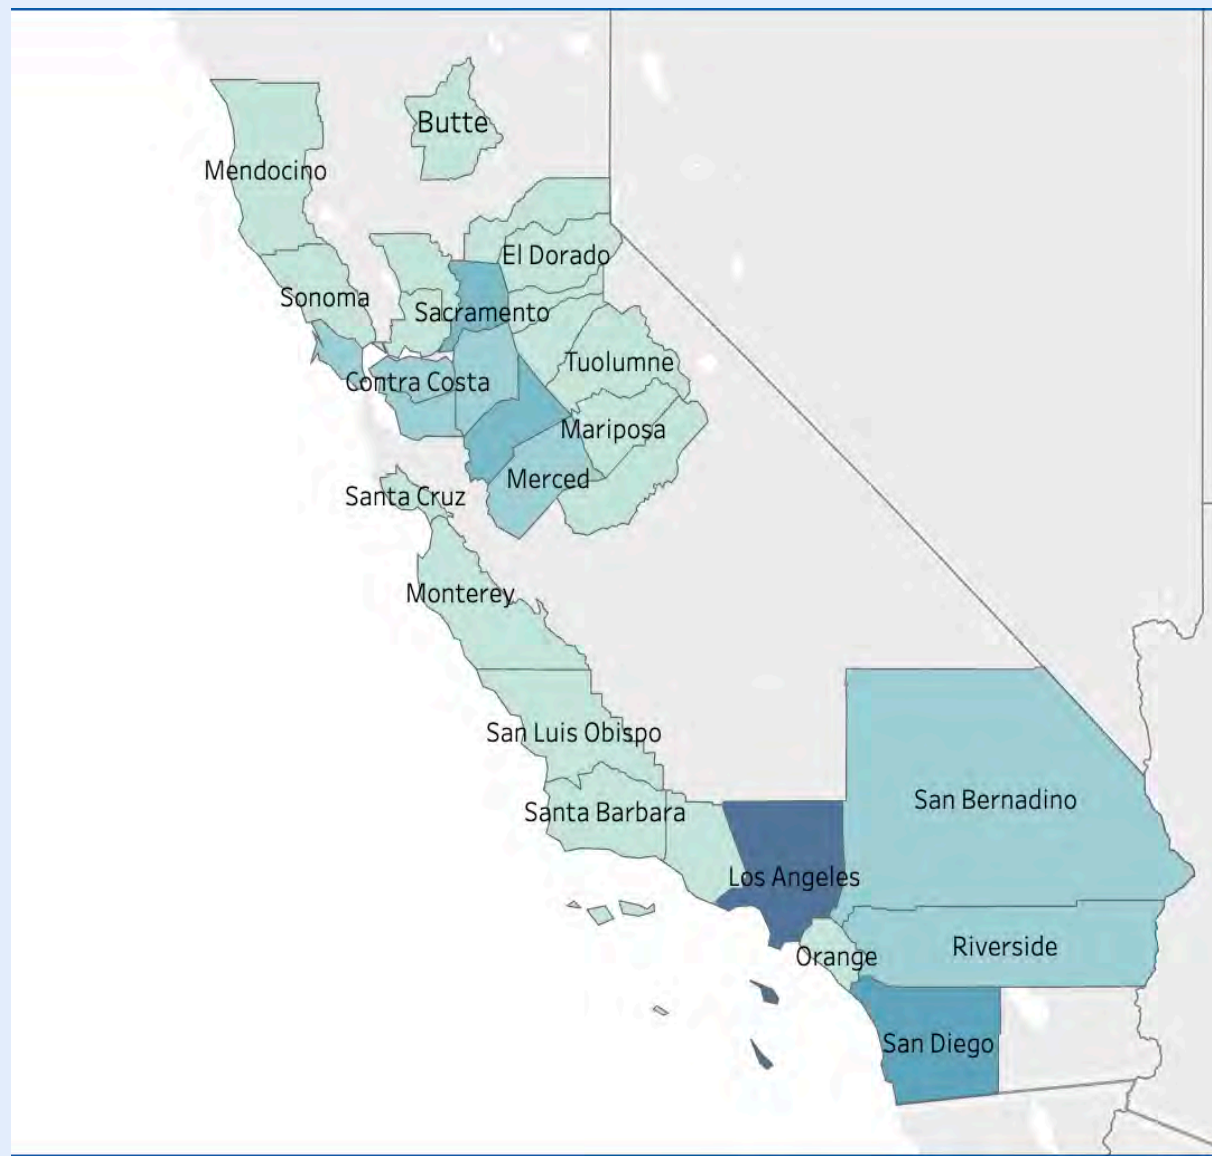 Butte
Mendocino
El Dorado
Sonoma
Sacramento
Tuolumne
Contra Costa
Mariposa
Merced
Santa Cruz
Monterey
San Luis Obispo
San Bernadino
Santa Barbara
Los Angeles
Riverside
Orange
San Diego